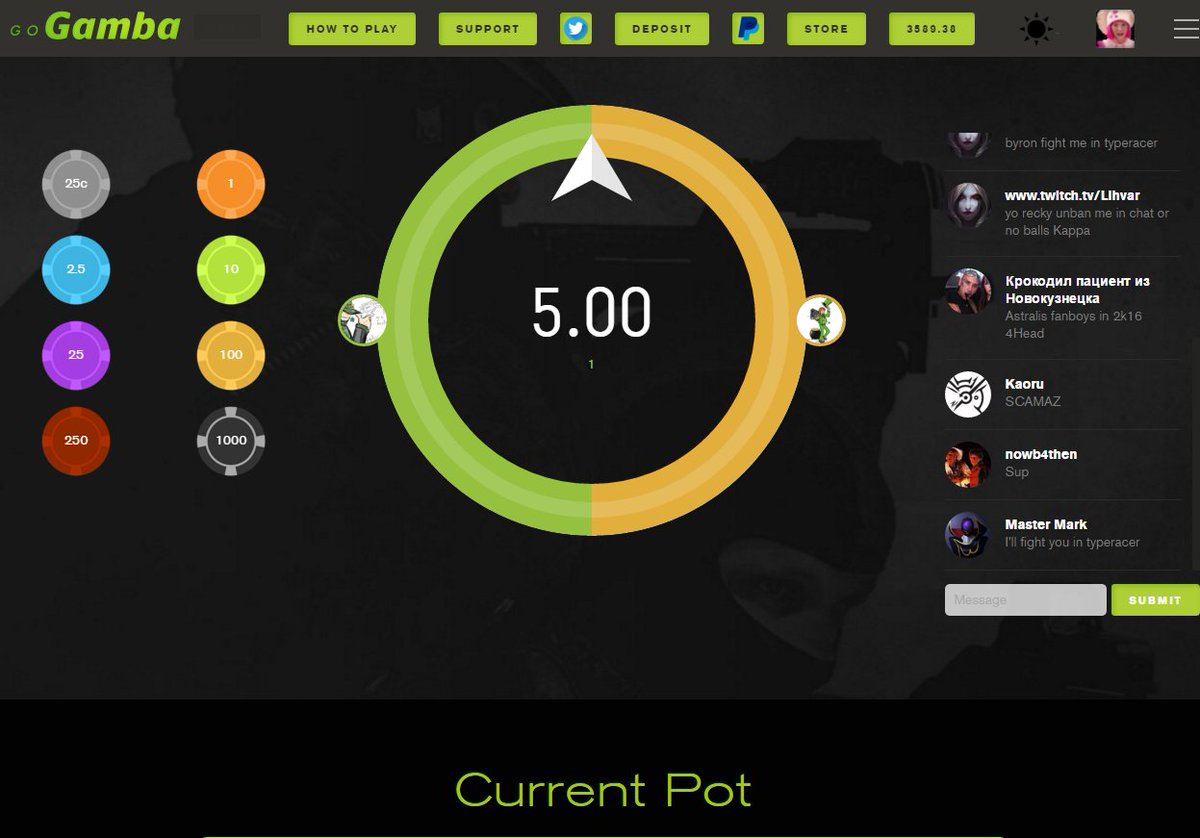 GO Gamba
HOW TO PLAY
SUPPORT
DEPOSIT
STORE
3589.38
25c
1
2.5
10
25
100
250
1000
5.00
1
byron fight me in typeracer
www.twitch.tv/Lihvar
yo recky unban me in chat or
no balls Kappa
Крокодил пациент из
Новокузнецка
Astralis fanboys in 2k16
4Head
Kaoru
SCAMAZ
nowb4then
Sup
Master Mark
I'll fight you in typeracer
Message
SUBMIT
Current Pot